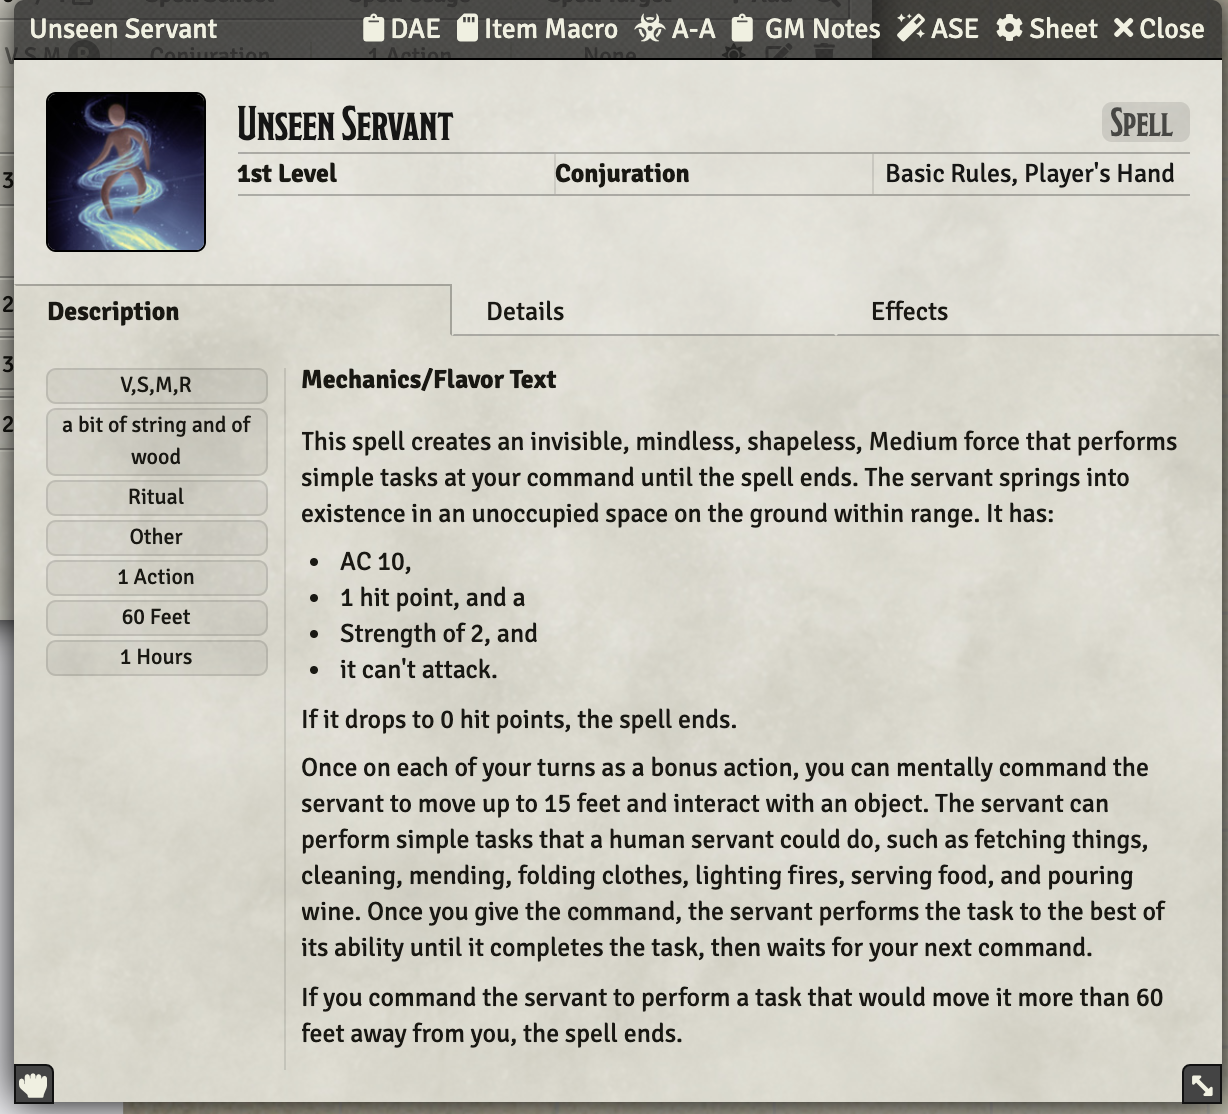 Unseen Servant DAE Item Macro A-A GM Notes ASE Sheet Close
Unseen Servant
Spell
1st Level Conjuration Basic Rules, Player's Hand
Description Details Effects
V,S,M,R
a bit of string and of
wood
Ritual
Other
1 Action
60 Feet
1 Hours
Mechanics/Flavor Text
This spell creates an invisible, mindless, shapeless, Medium force that performs
simple tasks at your command until the spell ends. The servant springs into
existence in an unoccupied space on the ground within range. It has:
• AC 10,
• 1 hit point, and a
• Strength of 2, and
• it can't attack.
If it drops to 0 hit points, the spell ends.
Once on each of your turns as a bonus action, you can mentally command the
servant to move up to 15 feet and interact with an object. The servant can
perform simple tasks that a human servant could do, such as fetching things,
cleaning, mending, folding clothes, lighting fires, serving food, and pouring
wine. Once you give the command, the servant performs the task to the best of
its ability until it completes the task, then waits for your next command.
If you command the servant to perform a task that would move it more than 60
feet away from you, the spell ends.
3
2
3
2